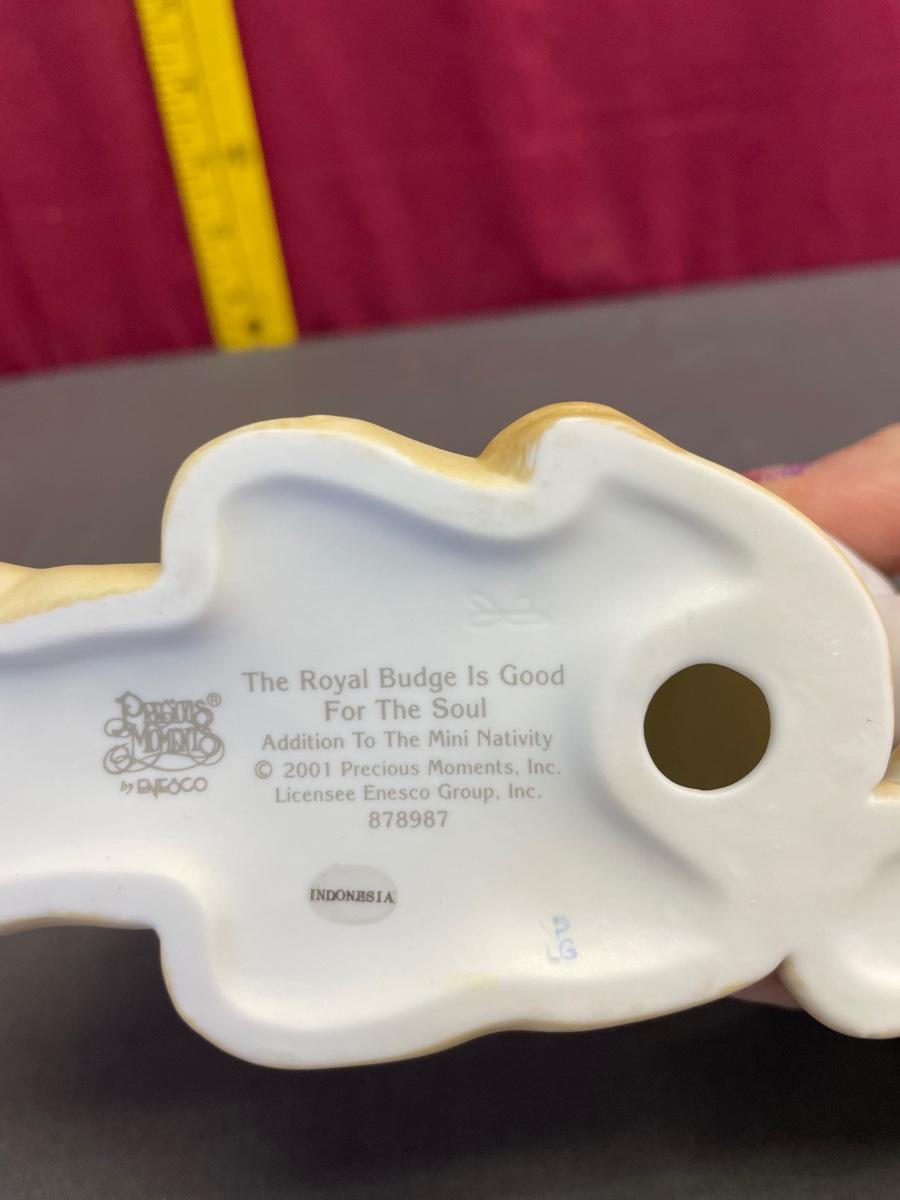 PRECIOUS MOMENTS®
by ENESCO
The Royal Budge Is Good
For The Soul
Addition To The Mini Nativity
© 2001 Precious Moments, Inc.
Licensee Enesco Group, Inc.
878987
INDONESIA